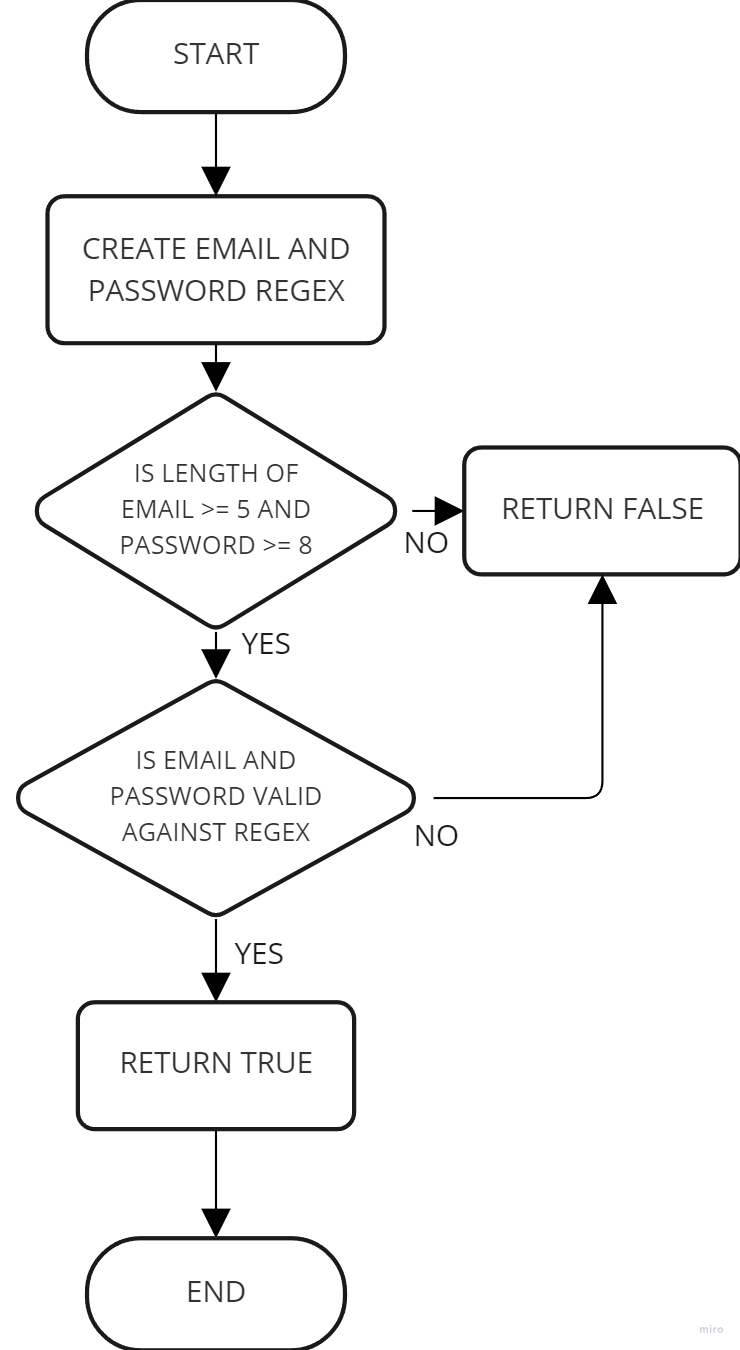 START
CREATE EMAIL AND
PASSWORD REGEX
IS LENGTH OF
EMAIL >= 5 AND
PASSWORD >= 8
NO
RETURN FALSE
YES
IS EMAIL AND
PASSWORD VALID
AGAINST REGEX
NO
YES
RETURN TRUE
END
miro